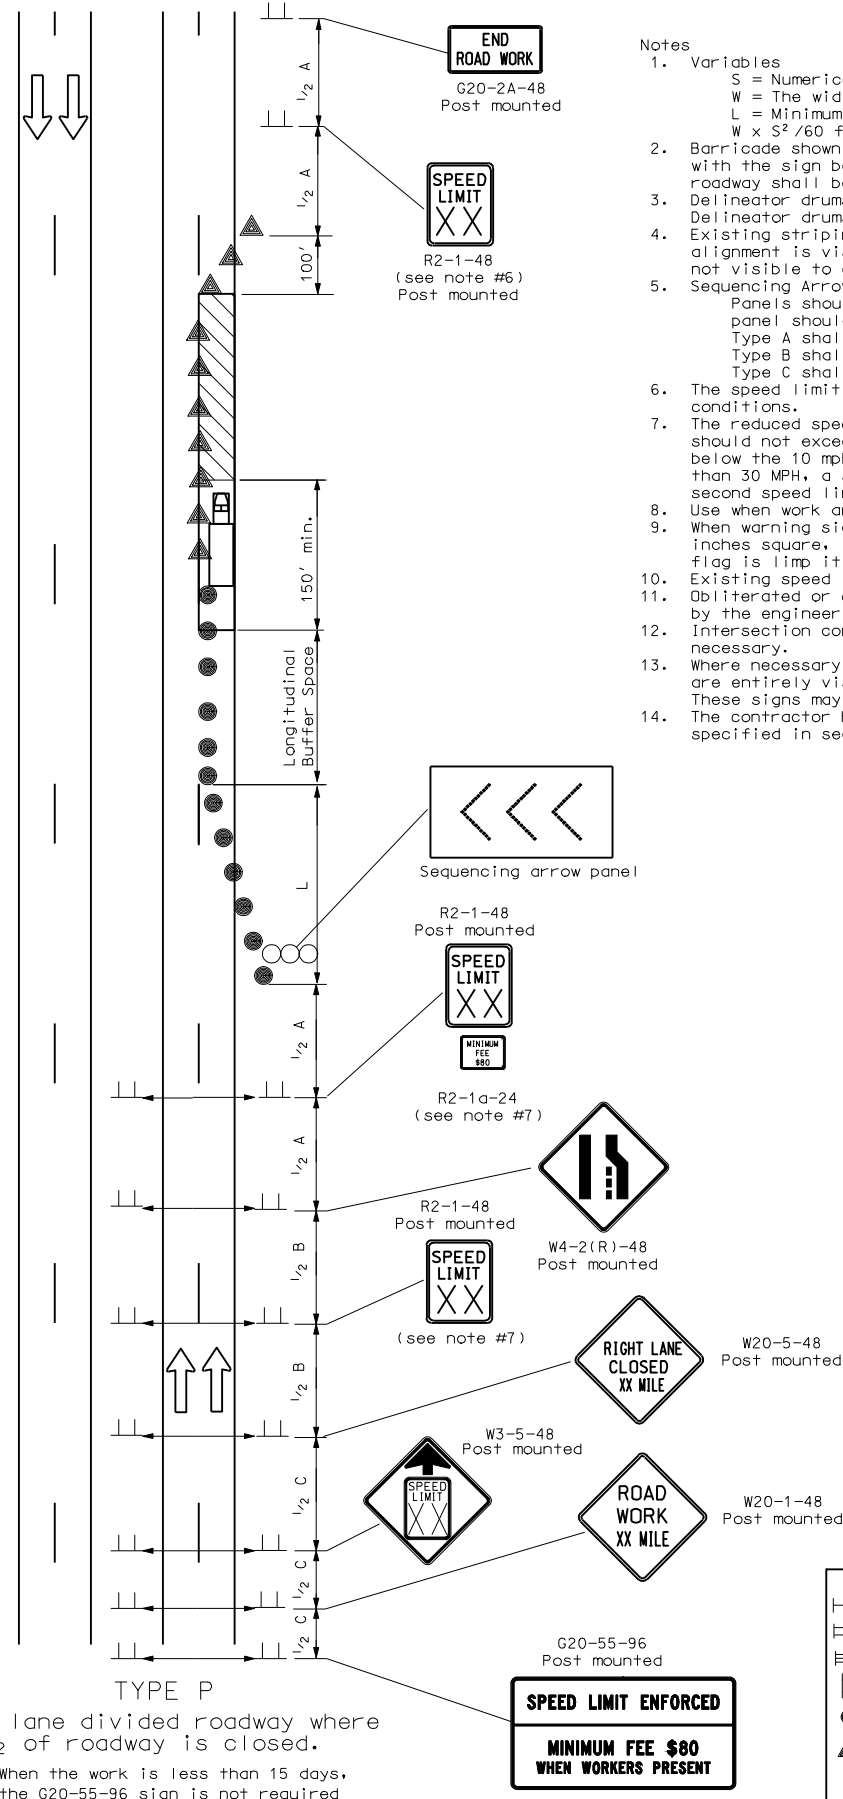 END
ROAD WORK
G20-2A-48
Post mounted
1/2 A
1/2 A
SPEED
LIMIT
XX
R2-1-48
(see note #6)
Post mounted
100'
Notes
1. Variables
S = Numeric
W = The wid
L = Minimum
W x S²/60 f
2. Barricade shown
with the sign b
roadway shall b
3. Delineator drum
Delineator drum
4. Existing stripi
alignment is vi
not visible to
5. Sequencing Arrow
Panels shou
panel shoul
Type A shal
Type B shal
Type C shal
6. The speed limit
conditions.
7. The reduced spee
should not excee
below the 10 mp
than 30 MPH, a
second speed li
8. Use when work a
9. When warning si
inches square,
flag is limp it
10. Existing speed
11. Obliterated or
by the engineer
12. Intersection co
necessary.
13. Where necessary
are entirely vi
These signs may
14. The contractor
specified in se
150' min.
Longitudinal
Buffer Space
L
Sequencing arrow panel
R2-1-48
Post mounted
SPEED
LIMIT
XX
MINIMUM
FEE
$80
R2-1a-24
(see note #7)
1/2 A
1/2 A
W4-2(R)-48
Post mounted
R2-1-48
Post mounted
SPEED
LIMIT
XX
(see note #7)
1/2 B
1/2 B
RIGHT LANE
CLOSED
XX MILE
W20-5-48
Post mounted
W3-5-48
Post mounted
SPEED
LIMIT
XX
1/2 C
ROAD
WORK
XX MILE
W20-1-48
Post mounted
1/2 C
1/2 C
G20-55-96
Post mounted
SPEED LIMIT ENFORCED
MINIMUM FEE $80
WHEN WORKERS PRESENT
TYPE P
lane divided roadway where
2 of roadway is closed.
When the work is less than 15 days,
the G20-55-96 sign is not required